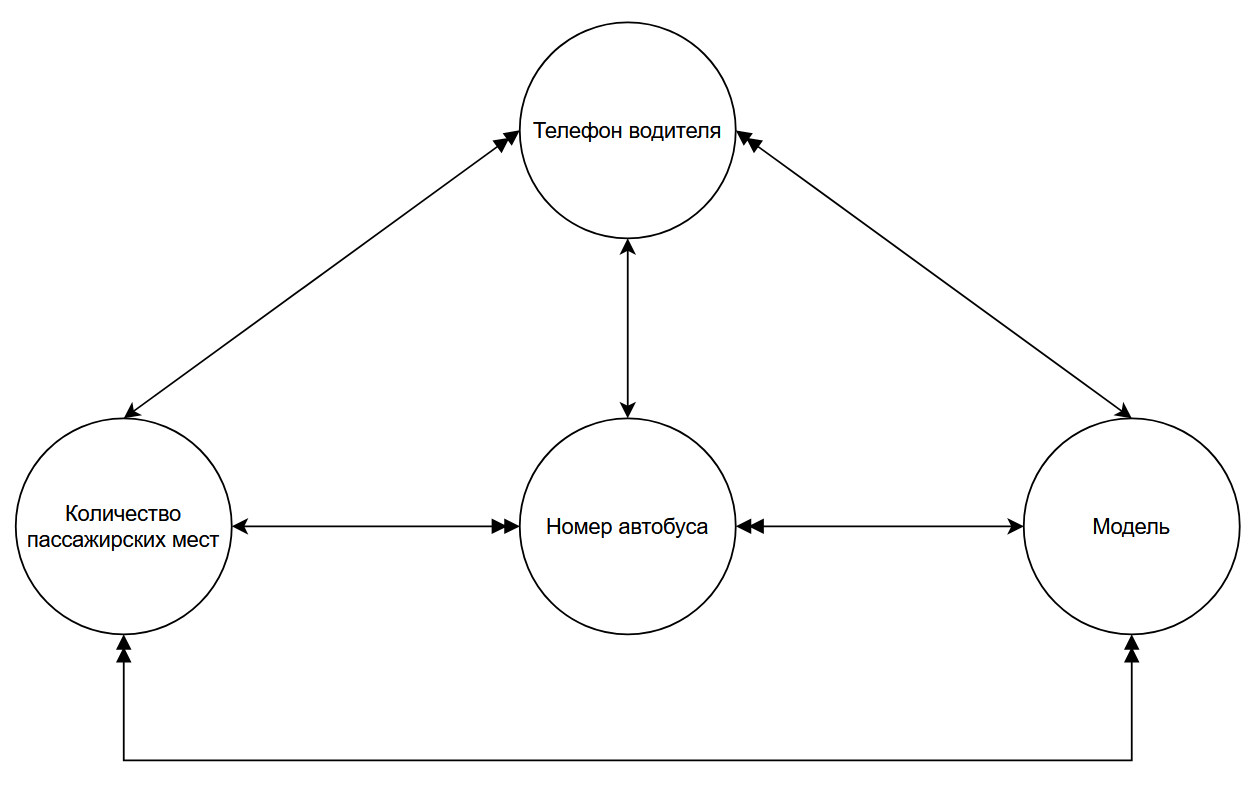 Телефон водителя
Количество
пассажирских мест
Номер автобуса
Модель